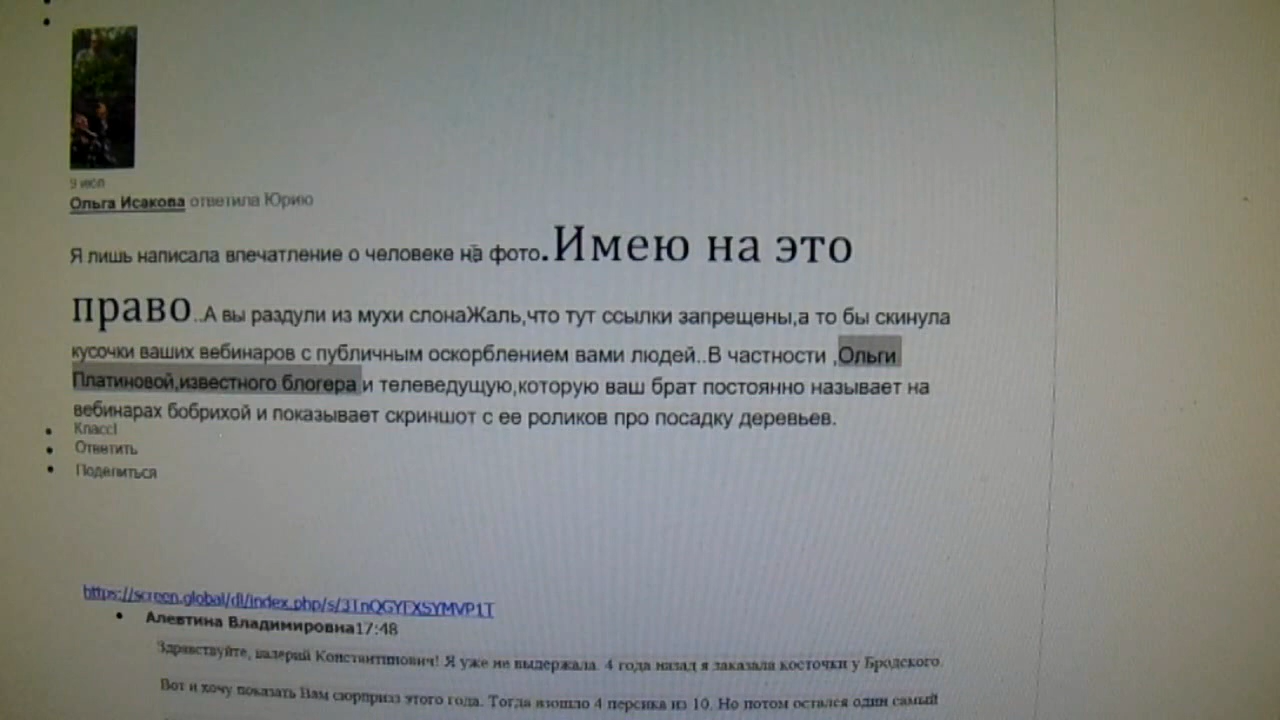 9 июл
Ольга Исакова ответила Юрию
Я лишь написала впечатление о человеке на фото.Имею на это
право..А вы раздули из мухи слонаЖаль,что тут ссылки запрещены,а то бы скинула
кусочки ваших вебинаров с публичным оскорблением вами людей..В частности ,Ольги
Платиновой,известного блогера и телеведущую,которую ваш брат постоянно называет на
вебинарах бобрихой и показывает скриншот с ее роликов про посадку деревьев.
Класс!
Ответить
Поделиться
https://screen.global/dl/index.php/s/3TnQGYFXSYMVP1T
Алевтина Владимировна17:48
Здравствуйте, валерий Константинович! Я уже не выдержала. 4 года назад я заказала косточки у Бродского.
Вот и хочу показать Вам сюрпризз этого года. Тогда взошло 4 персика из 10. Но потом остался один самый